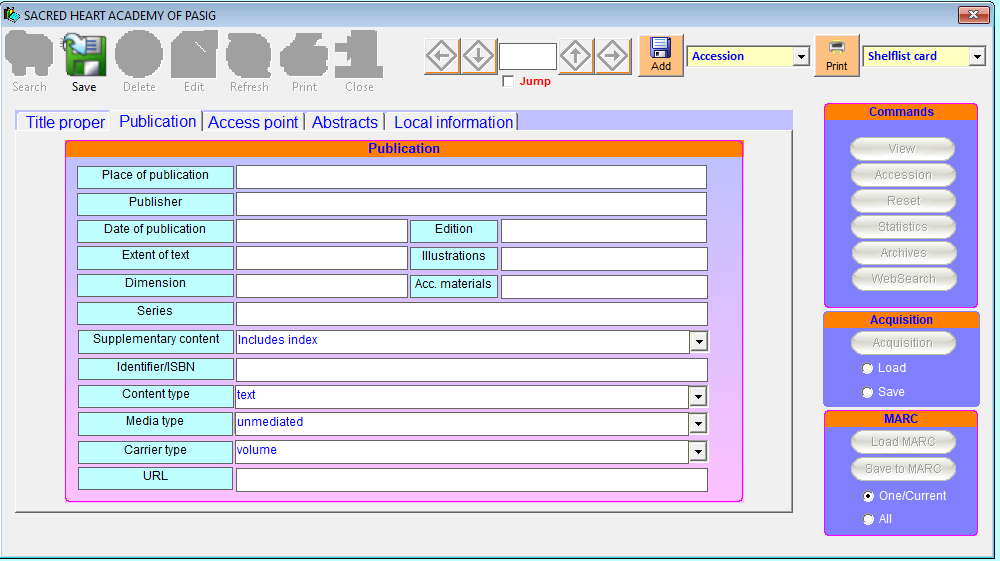 SACRED HEART ACADEMY OF PASIG
Search Save Delete Edit Refresh Print Close
Jump
Add
Accession
Print
Shelflist card
Title proper Publication Access point Abstracts Local information
Publication
Place of publication
Publisher
Date of publication Edition
Extent of text Illustrations
Dimension Acc. materials
Series
Supplementary content Includes index
Identifier/ISBN
Content type text
Media type unmediated
Carrier type volume
URL
Commands
View
Accession
Reset
Statistics
Archives
WebSearch
Acquisition
Acquisition
Load
Save
MARC
Load MARC
Save to MARC
One/Current
All